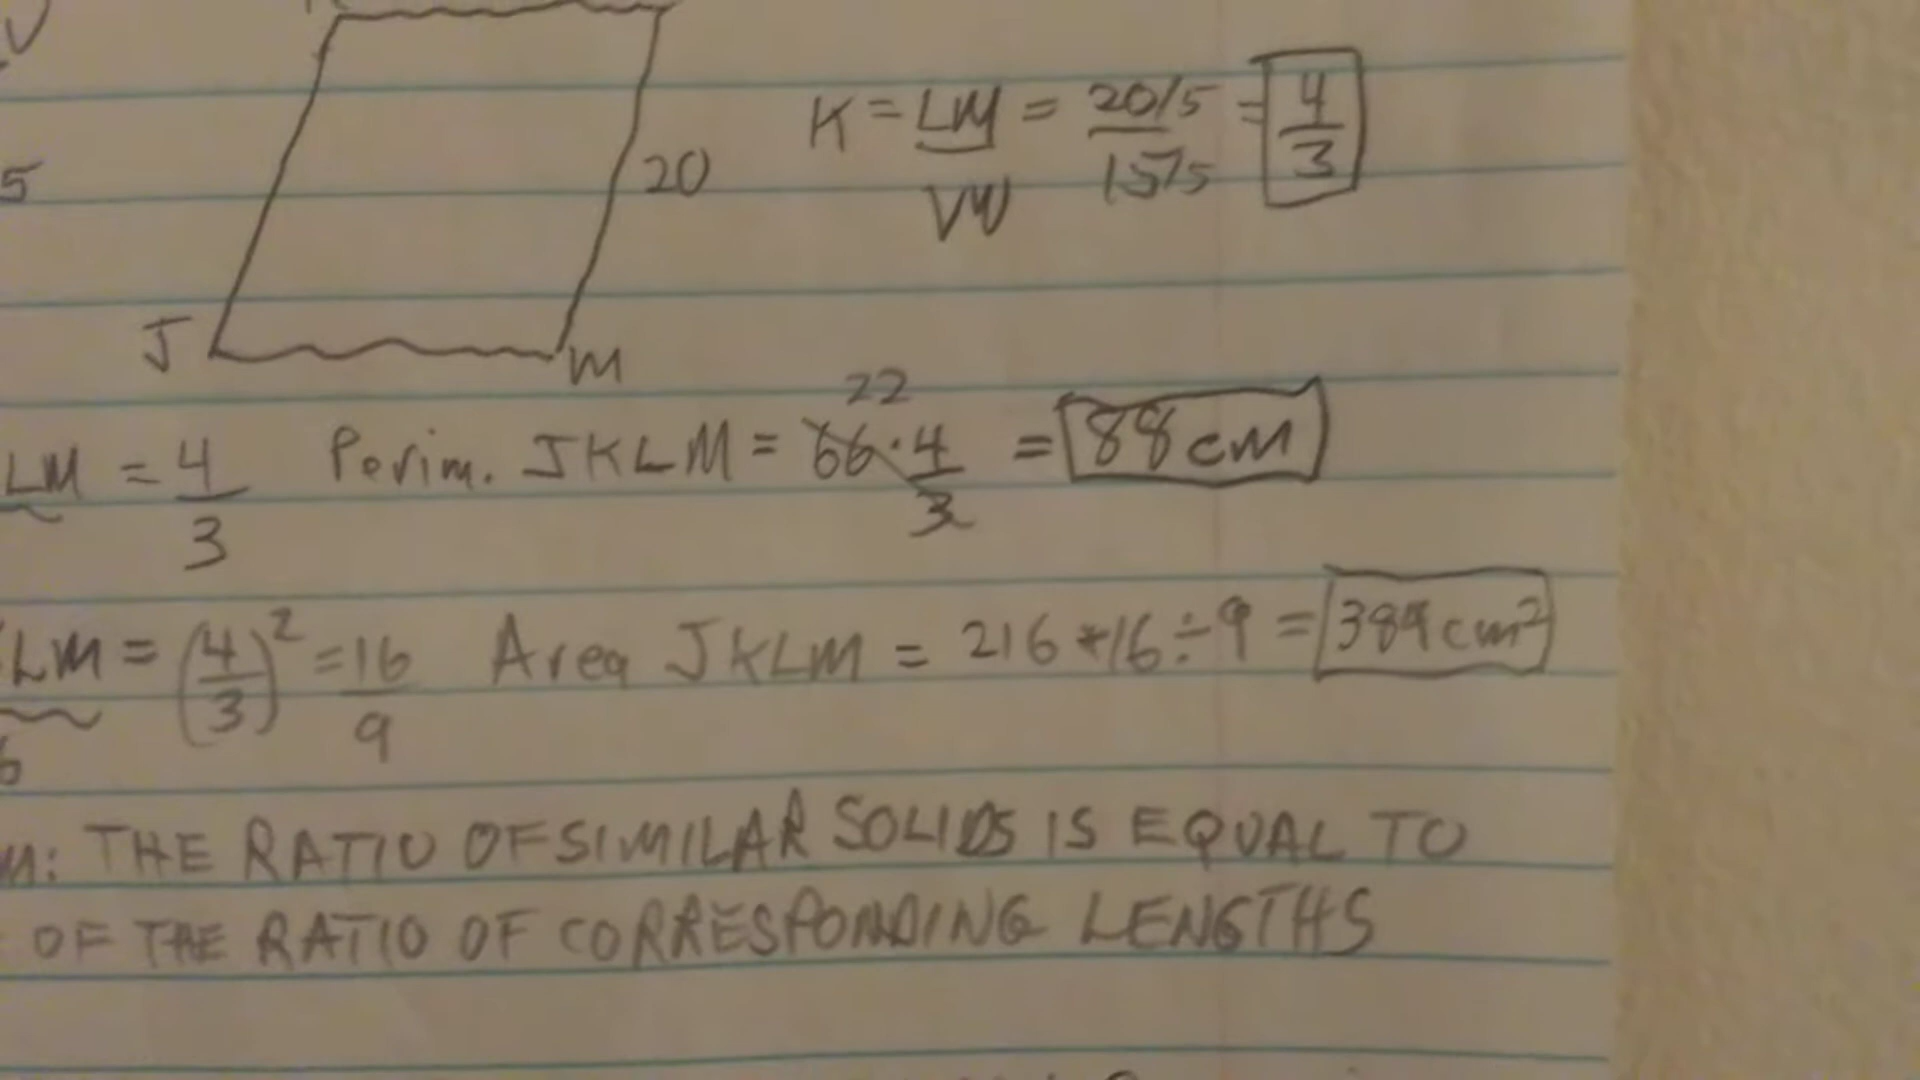 5
20
K = LM/VW = 20/5 / 15/5 = 4/3
J
M
22
LM = 4/3 Perim. JKLM = 66 · 4/3 = 88 cm
LM = (4/3)² = 16/9 Area JKLM = 216 * 16 ÷ 9 = 384 cm²
6
M: THE RATIO OF SIMILAR SOLIDS IS EQUAL TO
OF THE RATIO OF CORRESPONDING LENGTHS